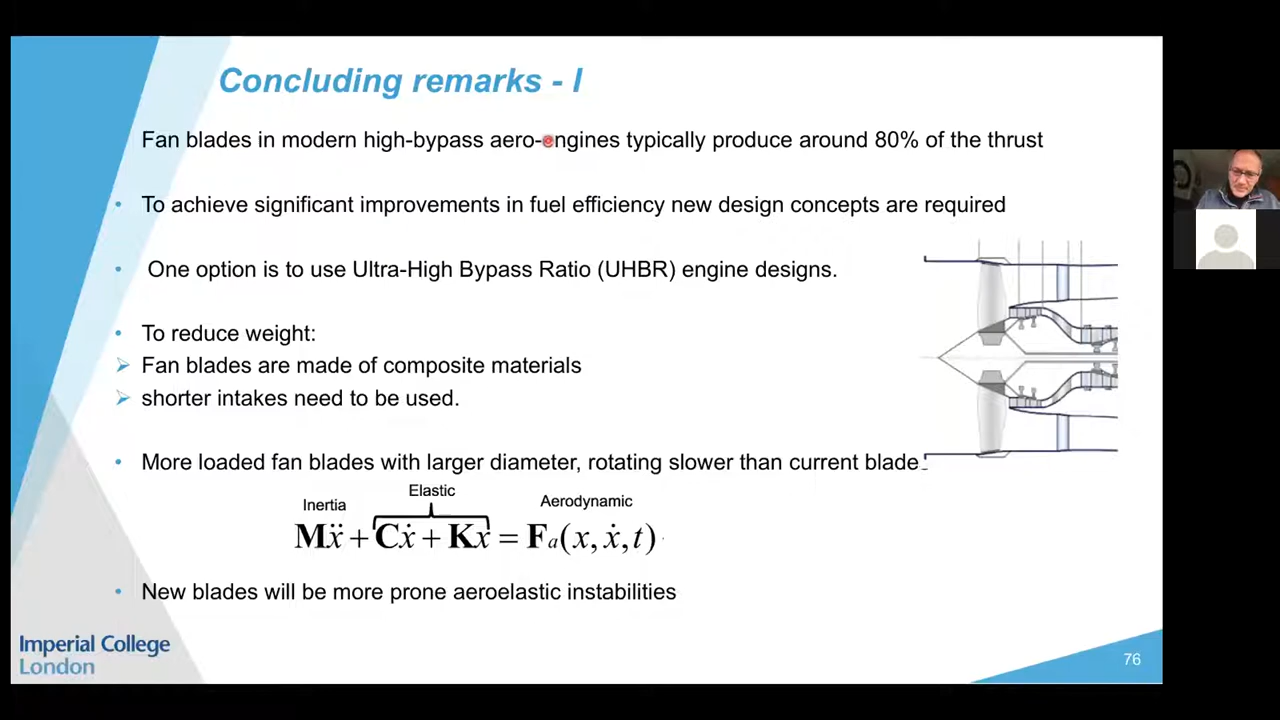 Concluding remarks - I
Fan blades in modern high-bypass aero-engines typically produce around 80% of the thrust
• To achieve significant improvements in fuel efficiency new design concepts are required
• One option is to use Ultra-High Bypass Ratio (UHBR) engine designs.
• To reduce weight:
➢ Fan blades are made of composite materials
➢ shorter intakes need to be used.
• More loaded fan blades with larger diameter, rotating slower than current blade
Inertia Elastic Aerodynamic
Mẍ + Cẋ + Kx = Fa(x, ẋ, t)
• New blades will be more prone aeroelastic instabilities
Imperial College
London
76